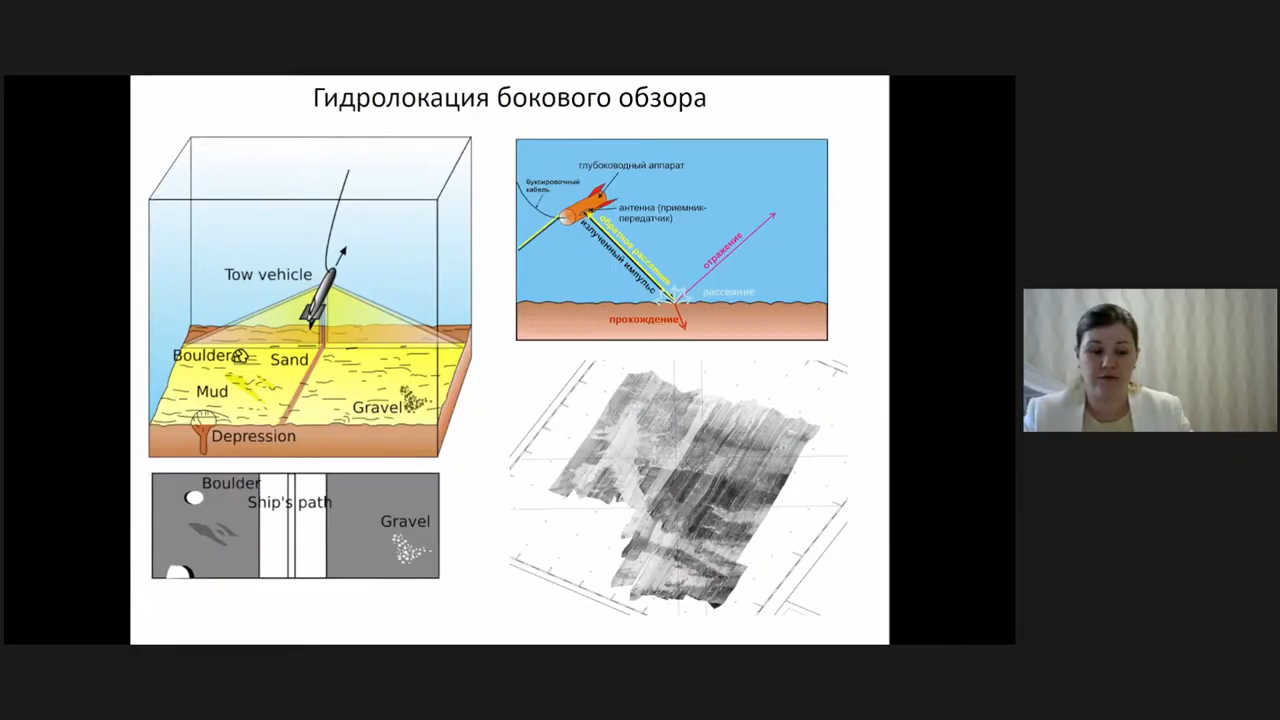 Гидролокация бокового обзора
Tow vehicle
Boulder
Sand
Mud
Gravel
Depression
Boulder
Ship's path
Gravel
глубоководный аппарат
буксировочный
кабель
антенна (приемник-
передатчик)
обратное рассеяние
излученный импульс
отражение
рассеяние
прохождение